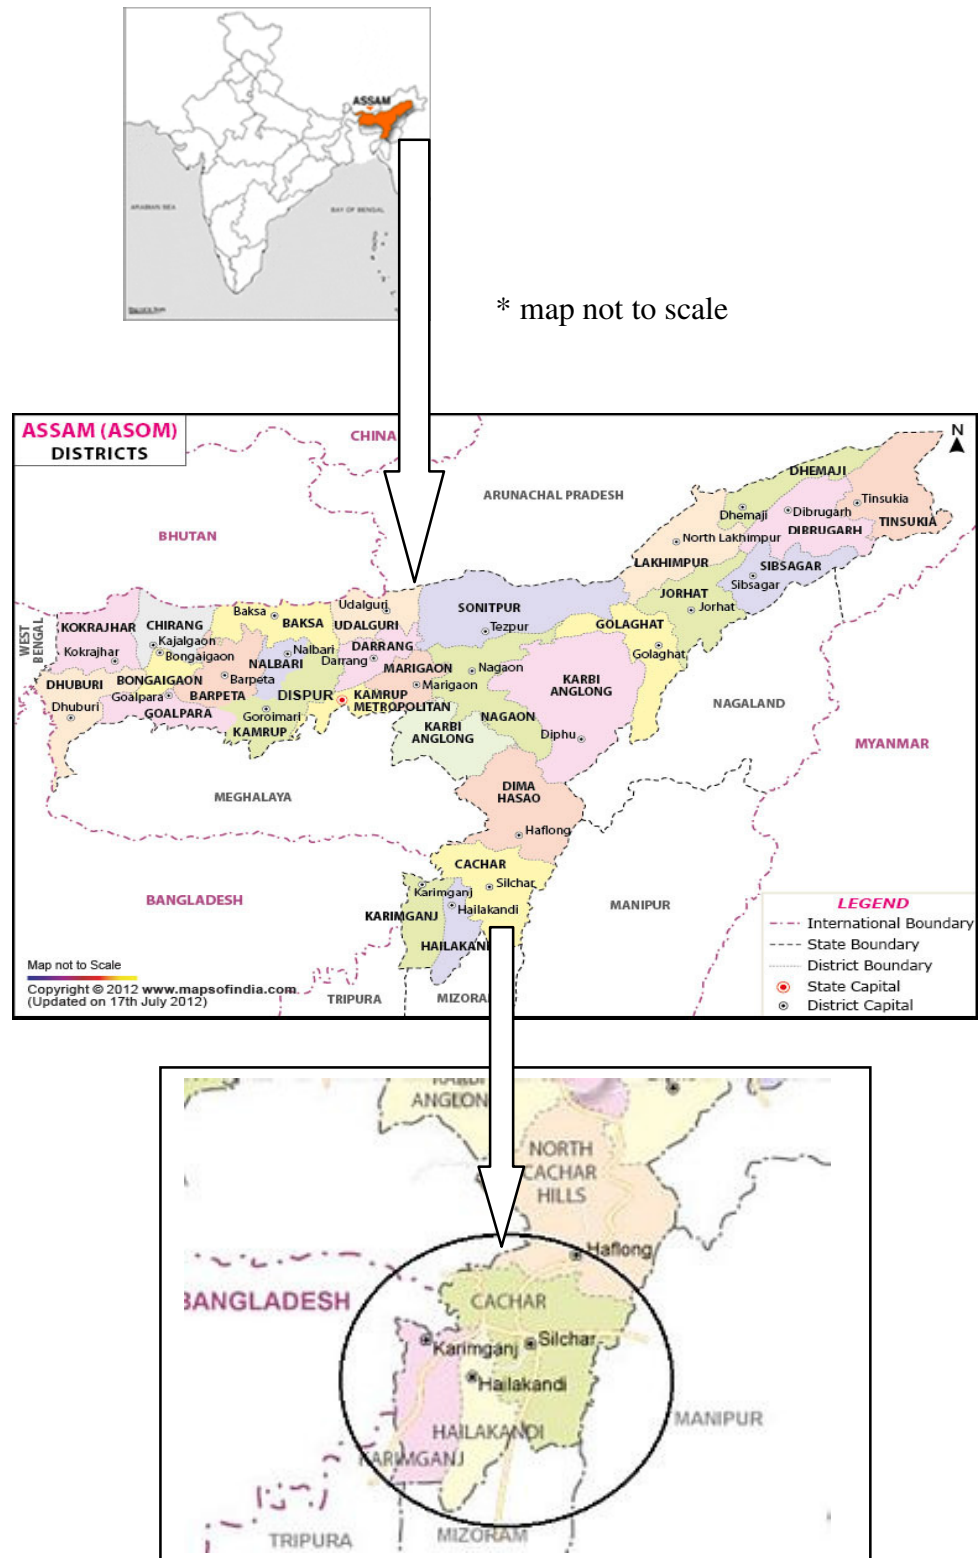 ASSAM
ARABIAN SEA
BAY OF BENGAL
* map not to scale
ASSAM (ASOM)
DISTRICTS
CHINA
N
ARUNACHAL PRADESH
BHUTAN
DHEMAJI
Dhemaji
Dibrugarh
DIBRUGARH
Tinsukia
TINSUKIA
North Lakhimpur
LAKHIMPUR
SIBSAGAR
Sibsagar
JORHAT
Jorhat
WEST
BENGAL
KOKRAJHAR
Kokrajhar
CHIRANG
Kajalgaon
Bongaigaon
BONGAIGAON
Baksa
BAKSA
Udalguri
UDALGURI
SONITPUR
Tezpur
GOLAGHAT
Golaghat
Nalbari
NALBARI
DARRANG
Darrang
MARIGAON
Marigaon
Nagaon
NAGAON
KARBI
ANGLONG
Diphu
DHUBURI
Dhuburi
Goalpara
GOALPARA
Barpeta
BARPETA
DISPUR
KAMRUP
METROPOLITAN
Goroimari
KAMRUP
KARBI
ANGLONG
NAGALAND
MYANMAR
MEGHALAYA
DIMA
HASAO
Haflong
CACHAR
Silchar
BANGLADESH
Karimganj
KARIMGANJ
Hailakandi
HAILAKANDI
MANIPUR
TRIPURA
MIZORAM
LEGEND
International Boundary
State Boundary
District Boundary
State Capital
District Capital
Map not to Scale
Copyright © 2012 www.mapsofindia.com
(Updated on 17th July 2012)
KARBI
ANGLON
NORTH
CACHAR
HILLS
Haflong
BANGLADESH
CACHAR
Karimganj
Silchar
Hailakandi
HAILAKANDI
KARIMGANJ
MANIPUR
TRIPURA
MIZORAM